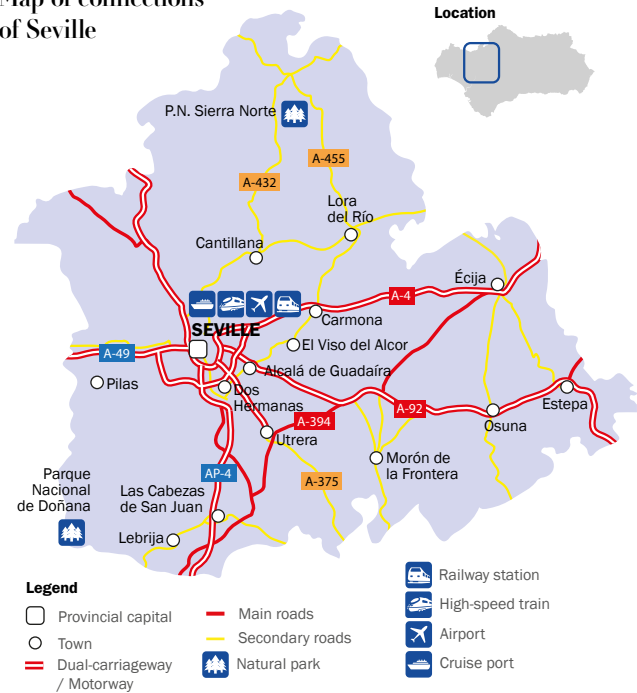 Map of connections
of Seville
Location
P.N. Sierra Norte
A-455
A-432
Lora
del Río
Cantillana
Écija
A-4
Carmona
SEVILLE
El Viso del Alcor
A-49
Alcalá de Guadaíra
Pilas
Dos
Hermanas
Estepa
A-92
A-394
Osuna
Utrera
Morón de
la Frontera
Parque
Nacional
de Doñana
AP-4
A-375
Las Cabezas
de San Juan
Lebrija
Legend
Provincial capital
Town
Dual-carriageway
/ Motorway
Main roads
Secondary roads
Natural park
Railway station
High-speed train
Airport
Cruise port